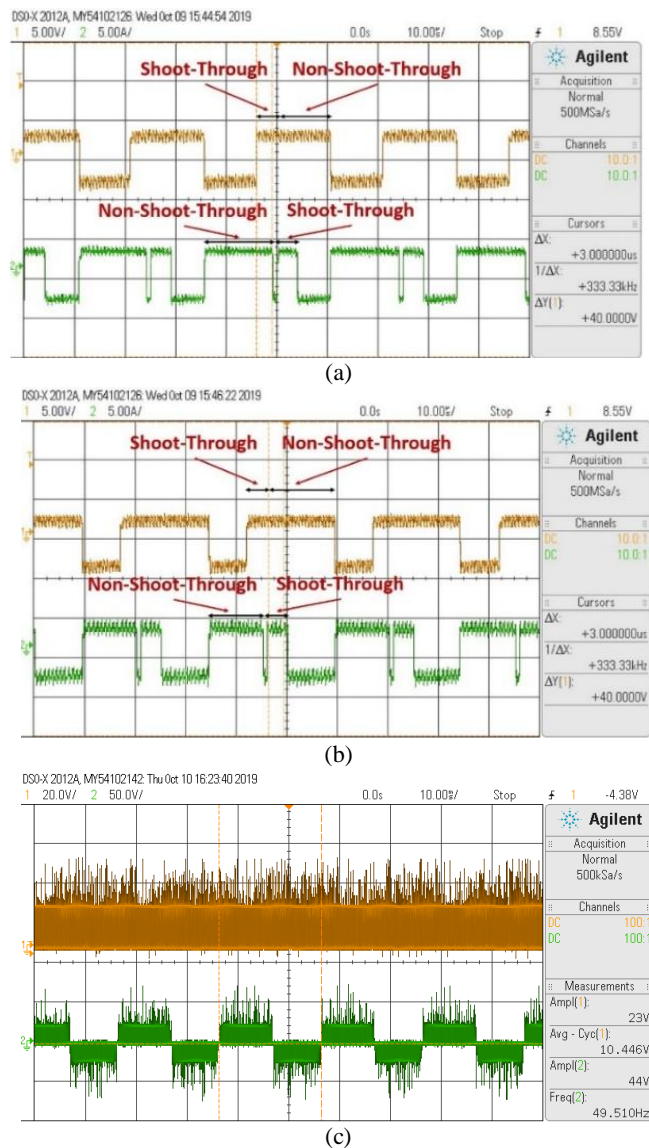 DSO-X 2012A, MY54102126: Wed Oct 09 15:44:54 2019
1 5.00V/ 2 5.00A/ 0.0s 10.00us/ Stop 1 8.55V
Shoot-Through Non-Shoot-Through
Non-Shoot-Through Shoot-Through
Agilent
Acquisition
Normal
500MSa/s
Channels
DC 10.0:1
DC 10.0:1
Cursors
ΔX:
+3.000000us
1/ΔX:
+333.33kHz
ΔY(1):
+40.0000V
(a)
DSO-X 2012A, MY54102126: Wed Oct 09 15:46:22 2019
1 5.00V/ 2 5.00A/ 0.0s 10.00us/ Stop 1 8.55V
Shoot-Through Non-Shoot-Through
Non-Shoot-Through Shoot-Through
Agilent
Acquisition
Normal
500MSa/s
Channels
DC 10.0:1
DC 10.0:1
Cursors
ΔX:
+3.000000us
1/ΔX:
+333.33kHz
ΔY(1):
+40.0000V
(b)
DSO-X 2012A, MY54102142: Thu Oct 10 16:23:40 2019
1 20.0V/ 2 50.0V/ 0.0s Stop 1 -4.38V
Agilent
Acquisition
Normal
500kSa/s
Channels
DC 100:1
DC 100:1
Measurements
Ampl(1):
23V
Avg - Cyc(1):
10.446V
Ampl(2):
44V
Freq(2):
49.510Hz
(c)